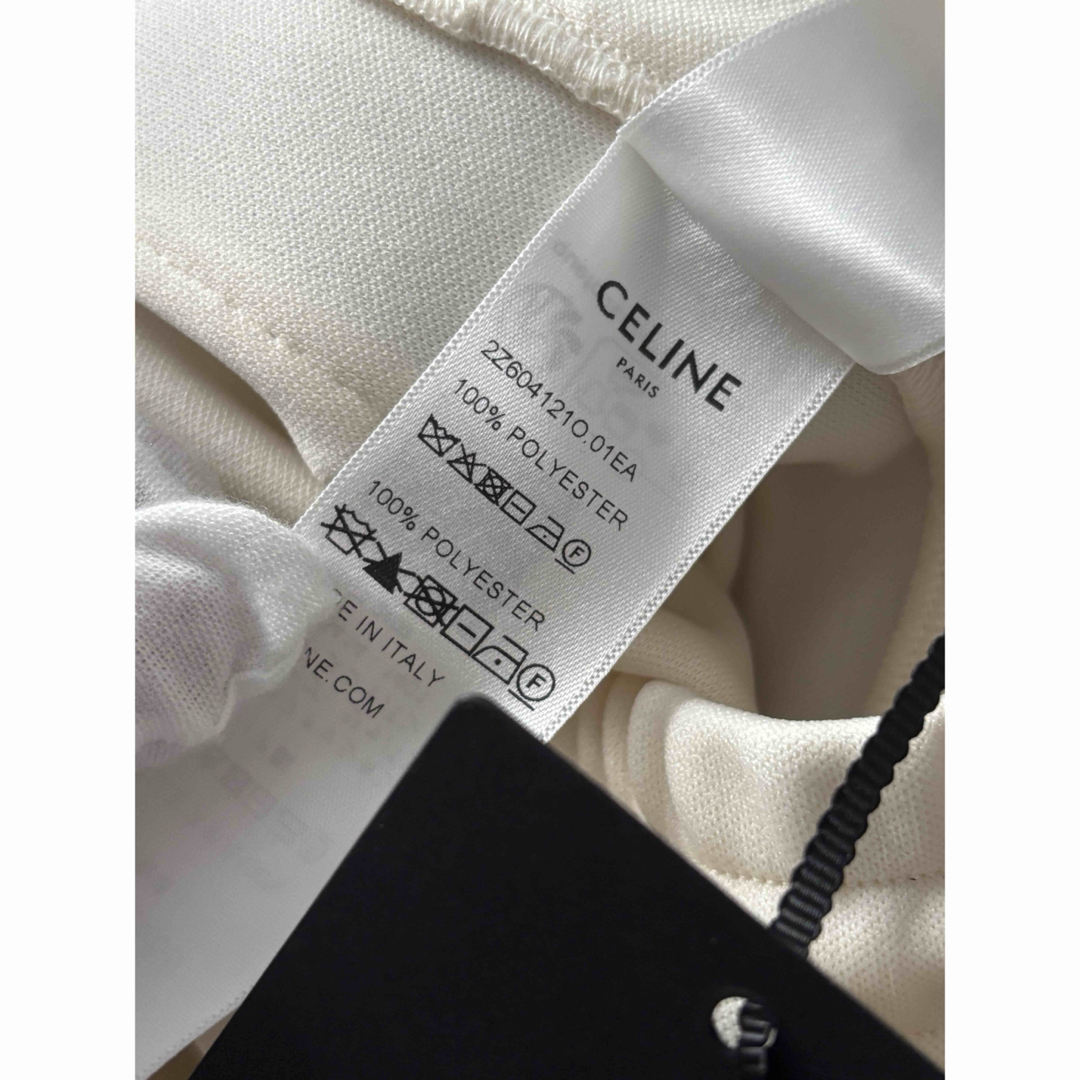 CELINE
PARIS
2Z604121O.01EA
100% POLYESTER
F
100% POLYESTER
F
E IN ITALY
NE.COM